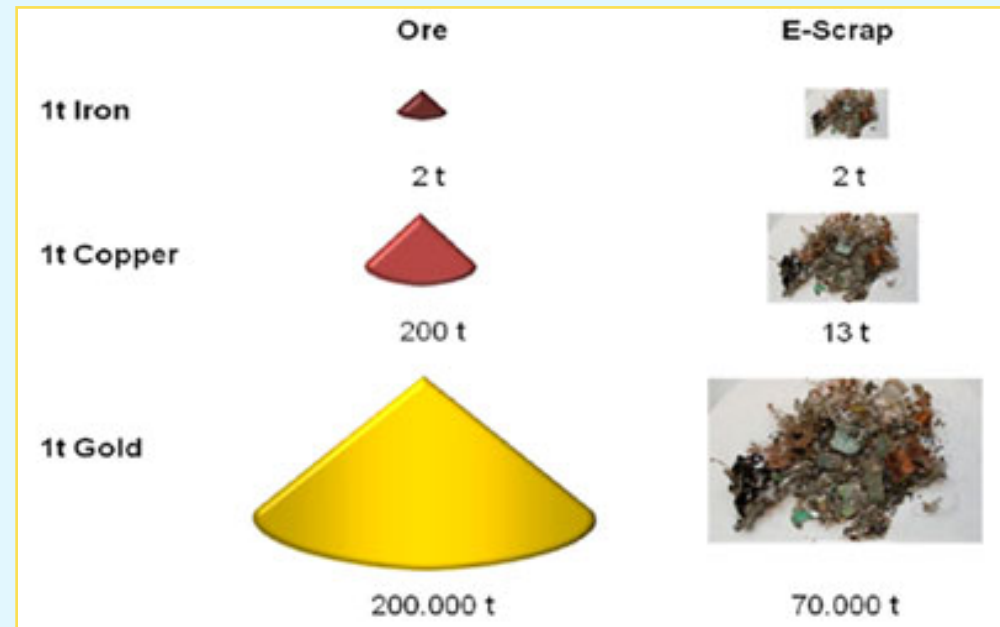 Ore E-Scrap
1t Iron
2 t 2 t
1t Copper
200 t 13 t
1t Gold
200.000 t 70.000 t